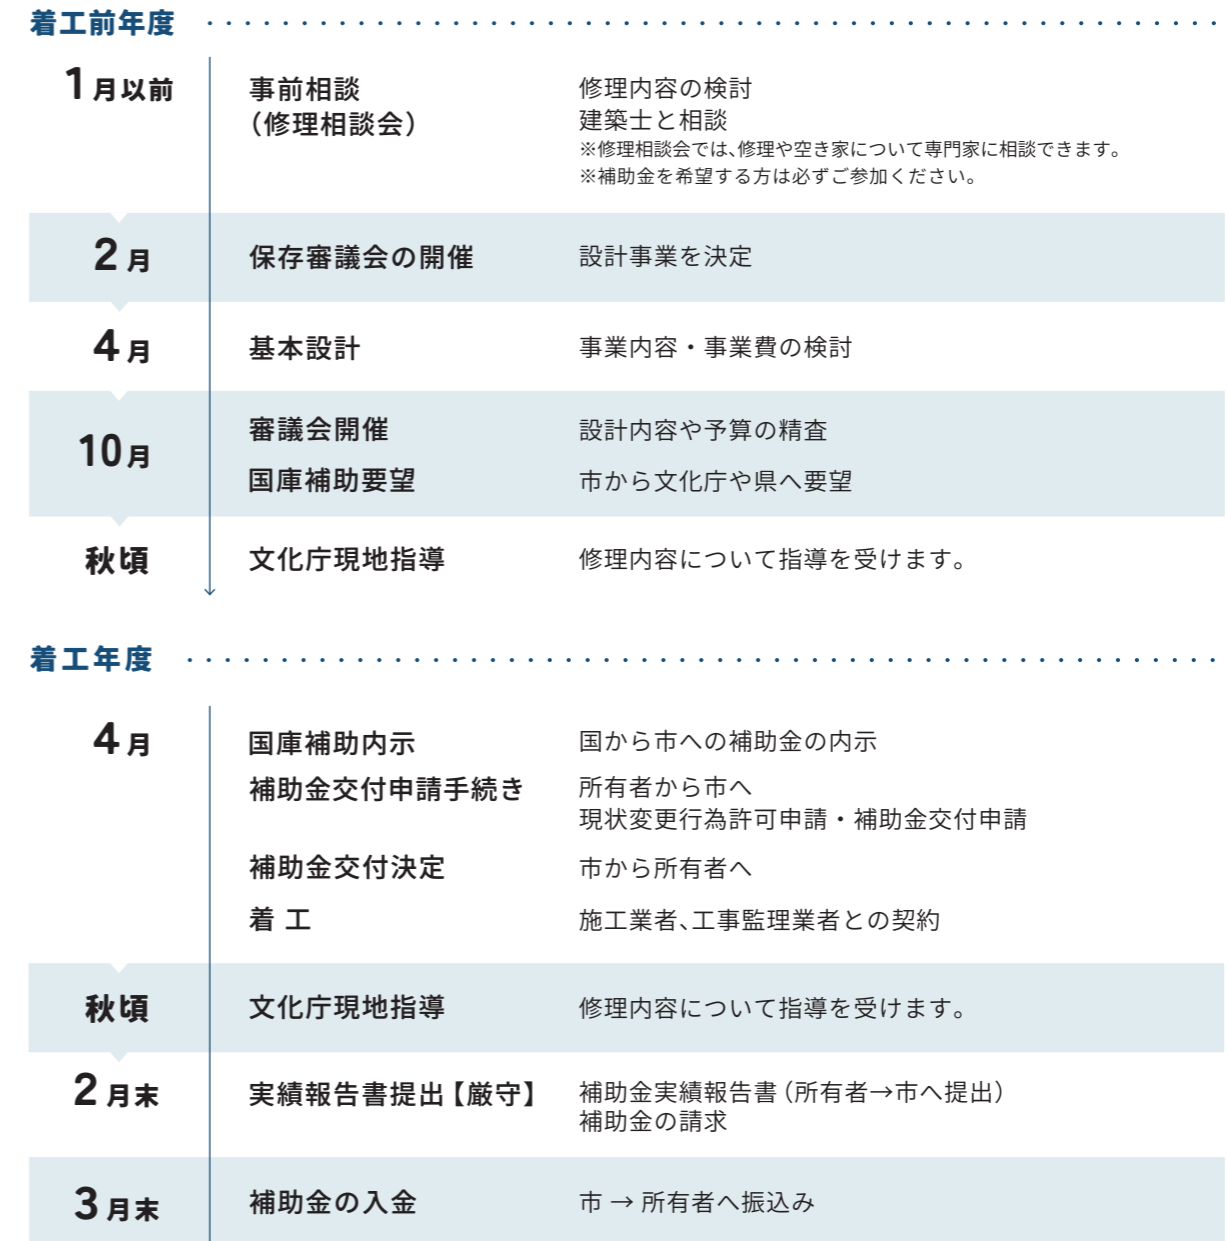 着工前年度
1月以前
事前相談
（修理相談会）
修理内容の検討
建築士と相談
※修理相談会では、修理や空き家について専門家に相談できます。
※補助金を希望する方は必ずご参加ください。
2月
保存審議会の開催
設計事業を決定
4月
基本設計
事業内容・事業費の検討
10月
審議会開催
設計内容や予算の精査
国庫補助要望
市から文化庁や県へ要望
秋頃
文化庁現地指導
修理内容について指導を受けます。
着工年度
4月
国庫補助内示
国から市への補助金の内示
補助金交付申請手続き
所有者から市へ
現状変更行為許可申請・補助金交付申請
補助金交付決定
市から所有者へ
着 工
施工業者、工事監理業者との契約
秋頃
文化庁現地指導
修理内容について指導を受けます。
2月末
実績報告書提出【厳守】
補助金実績報告書（所有者→市へ提出）
補助金の請求
3月末
補助金の入金
市 → 所有者へ振込み